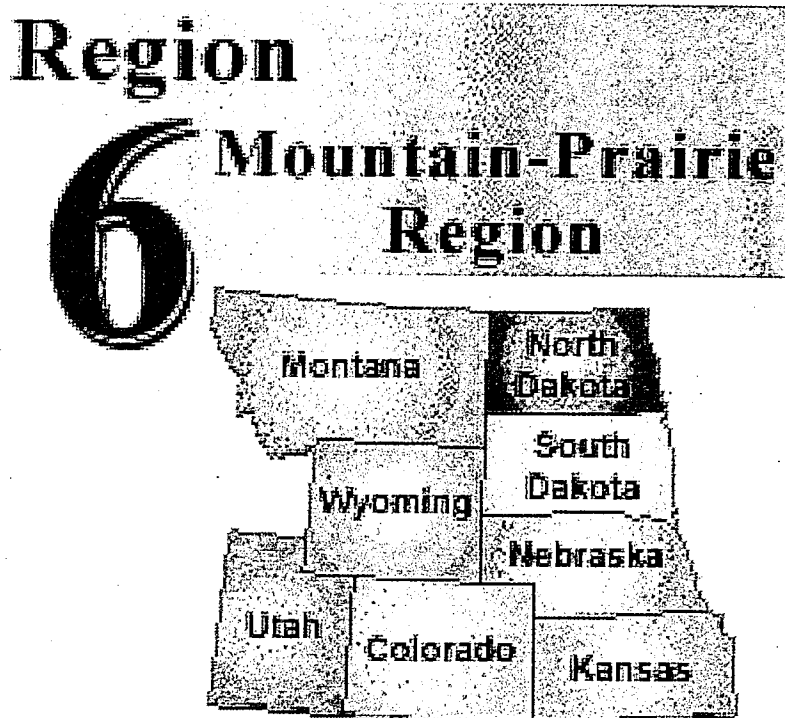 Region
6 Mountain-Prairie
Region
Montana
North
Dakota
South
Dakota
Wyoming
Nebraska
Utah
Colorado
Kansas